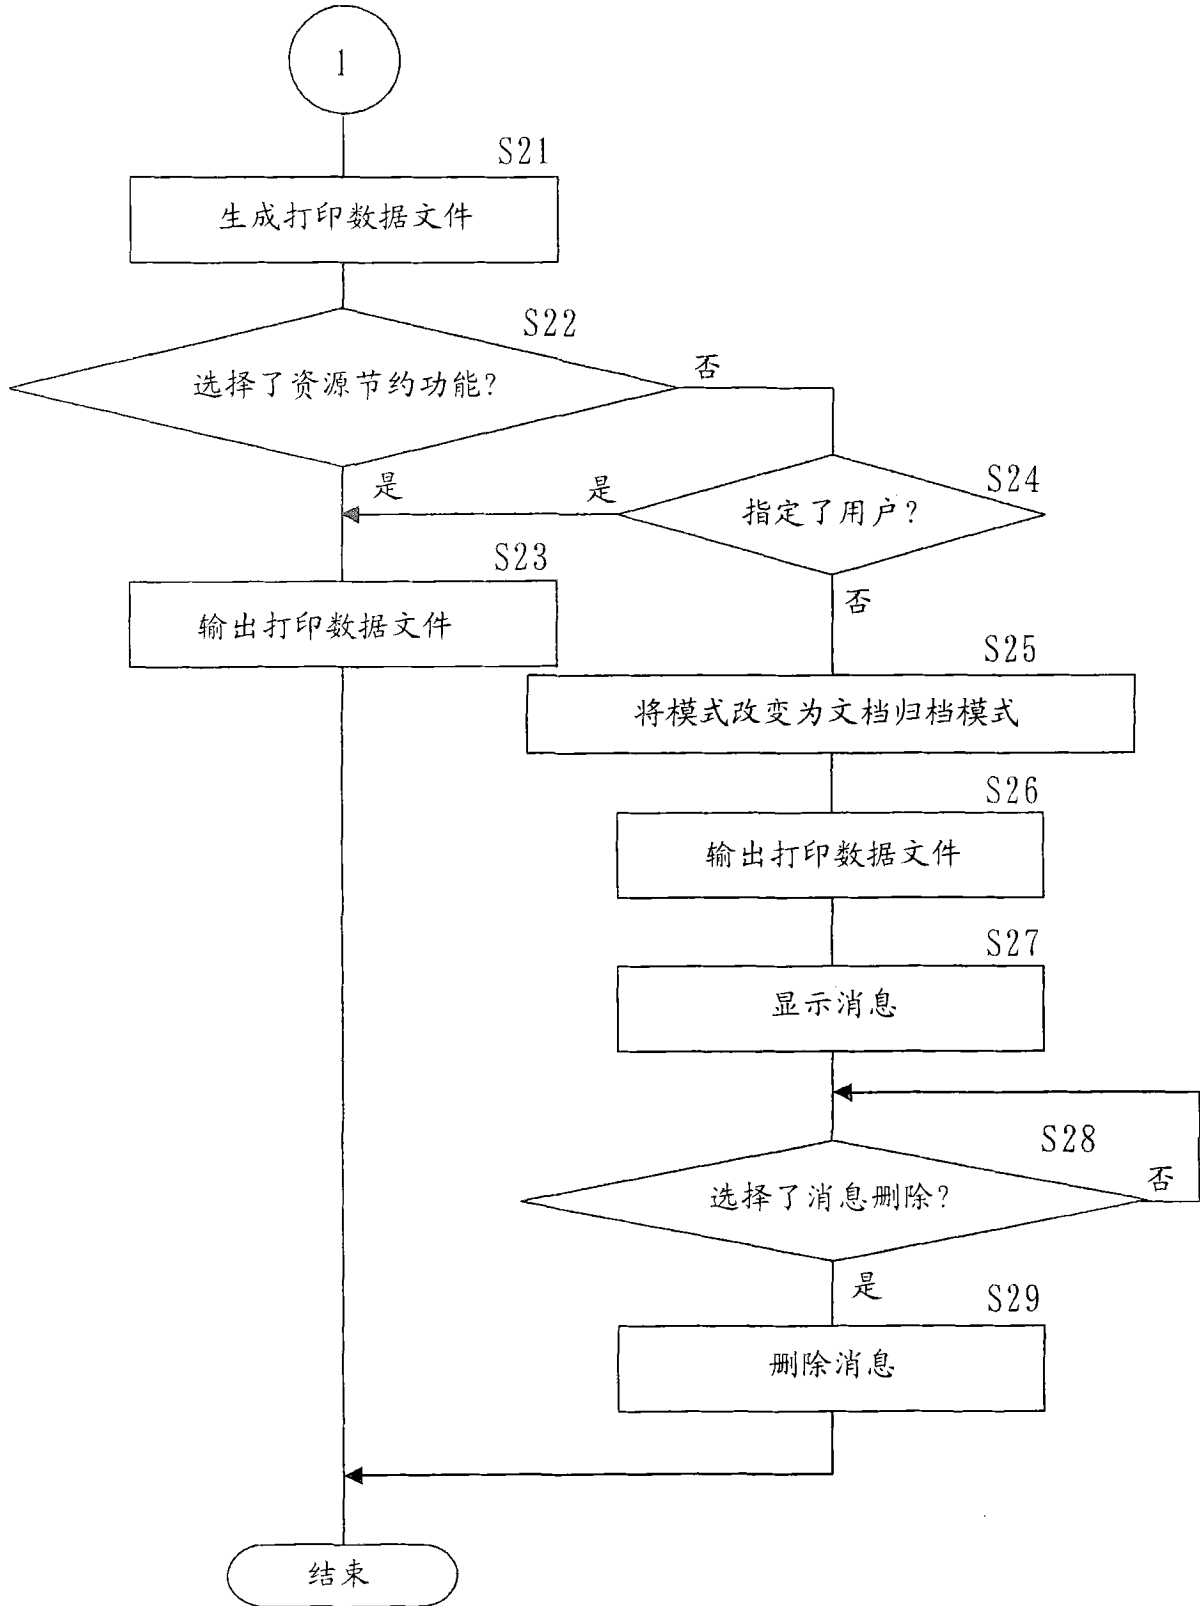 1
S21
生成打印数据文件
S22
选择了资源节约功能?
否
是
是
S24
指定了用户?
S23
输出打印数据文件
否
S25
将模式改变为文档归档模式
S26
输出打印数据文件
S27
显示消息
S28
选择了消息删除?
否
是
S29
删除消息
结束